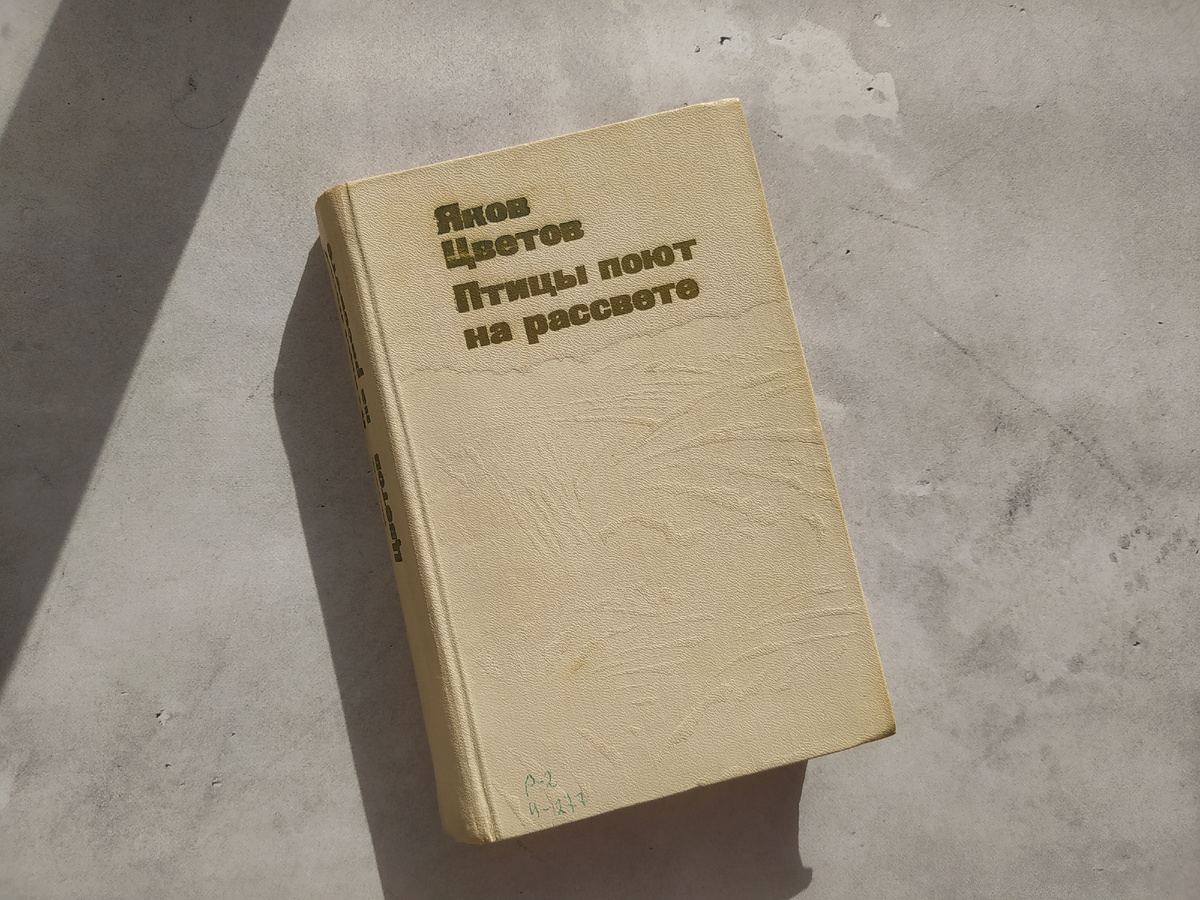 Яков
Цветов
Птицы поют
на рассвете